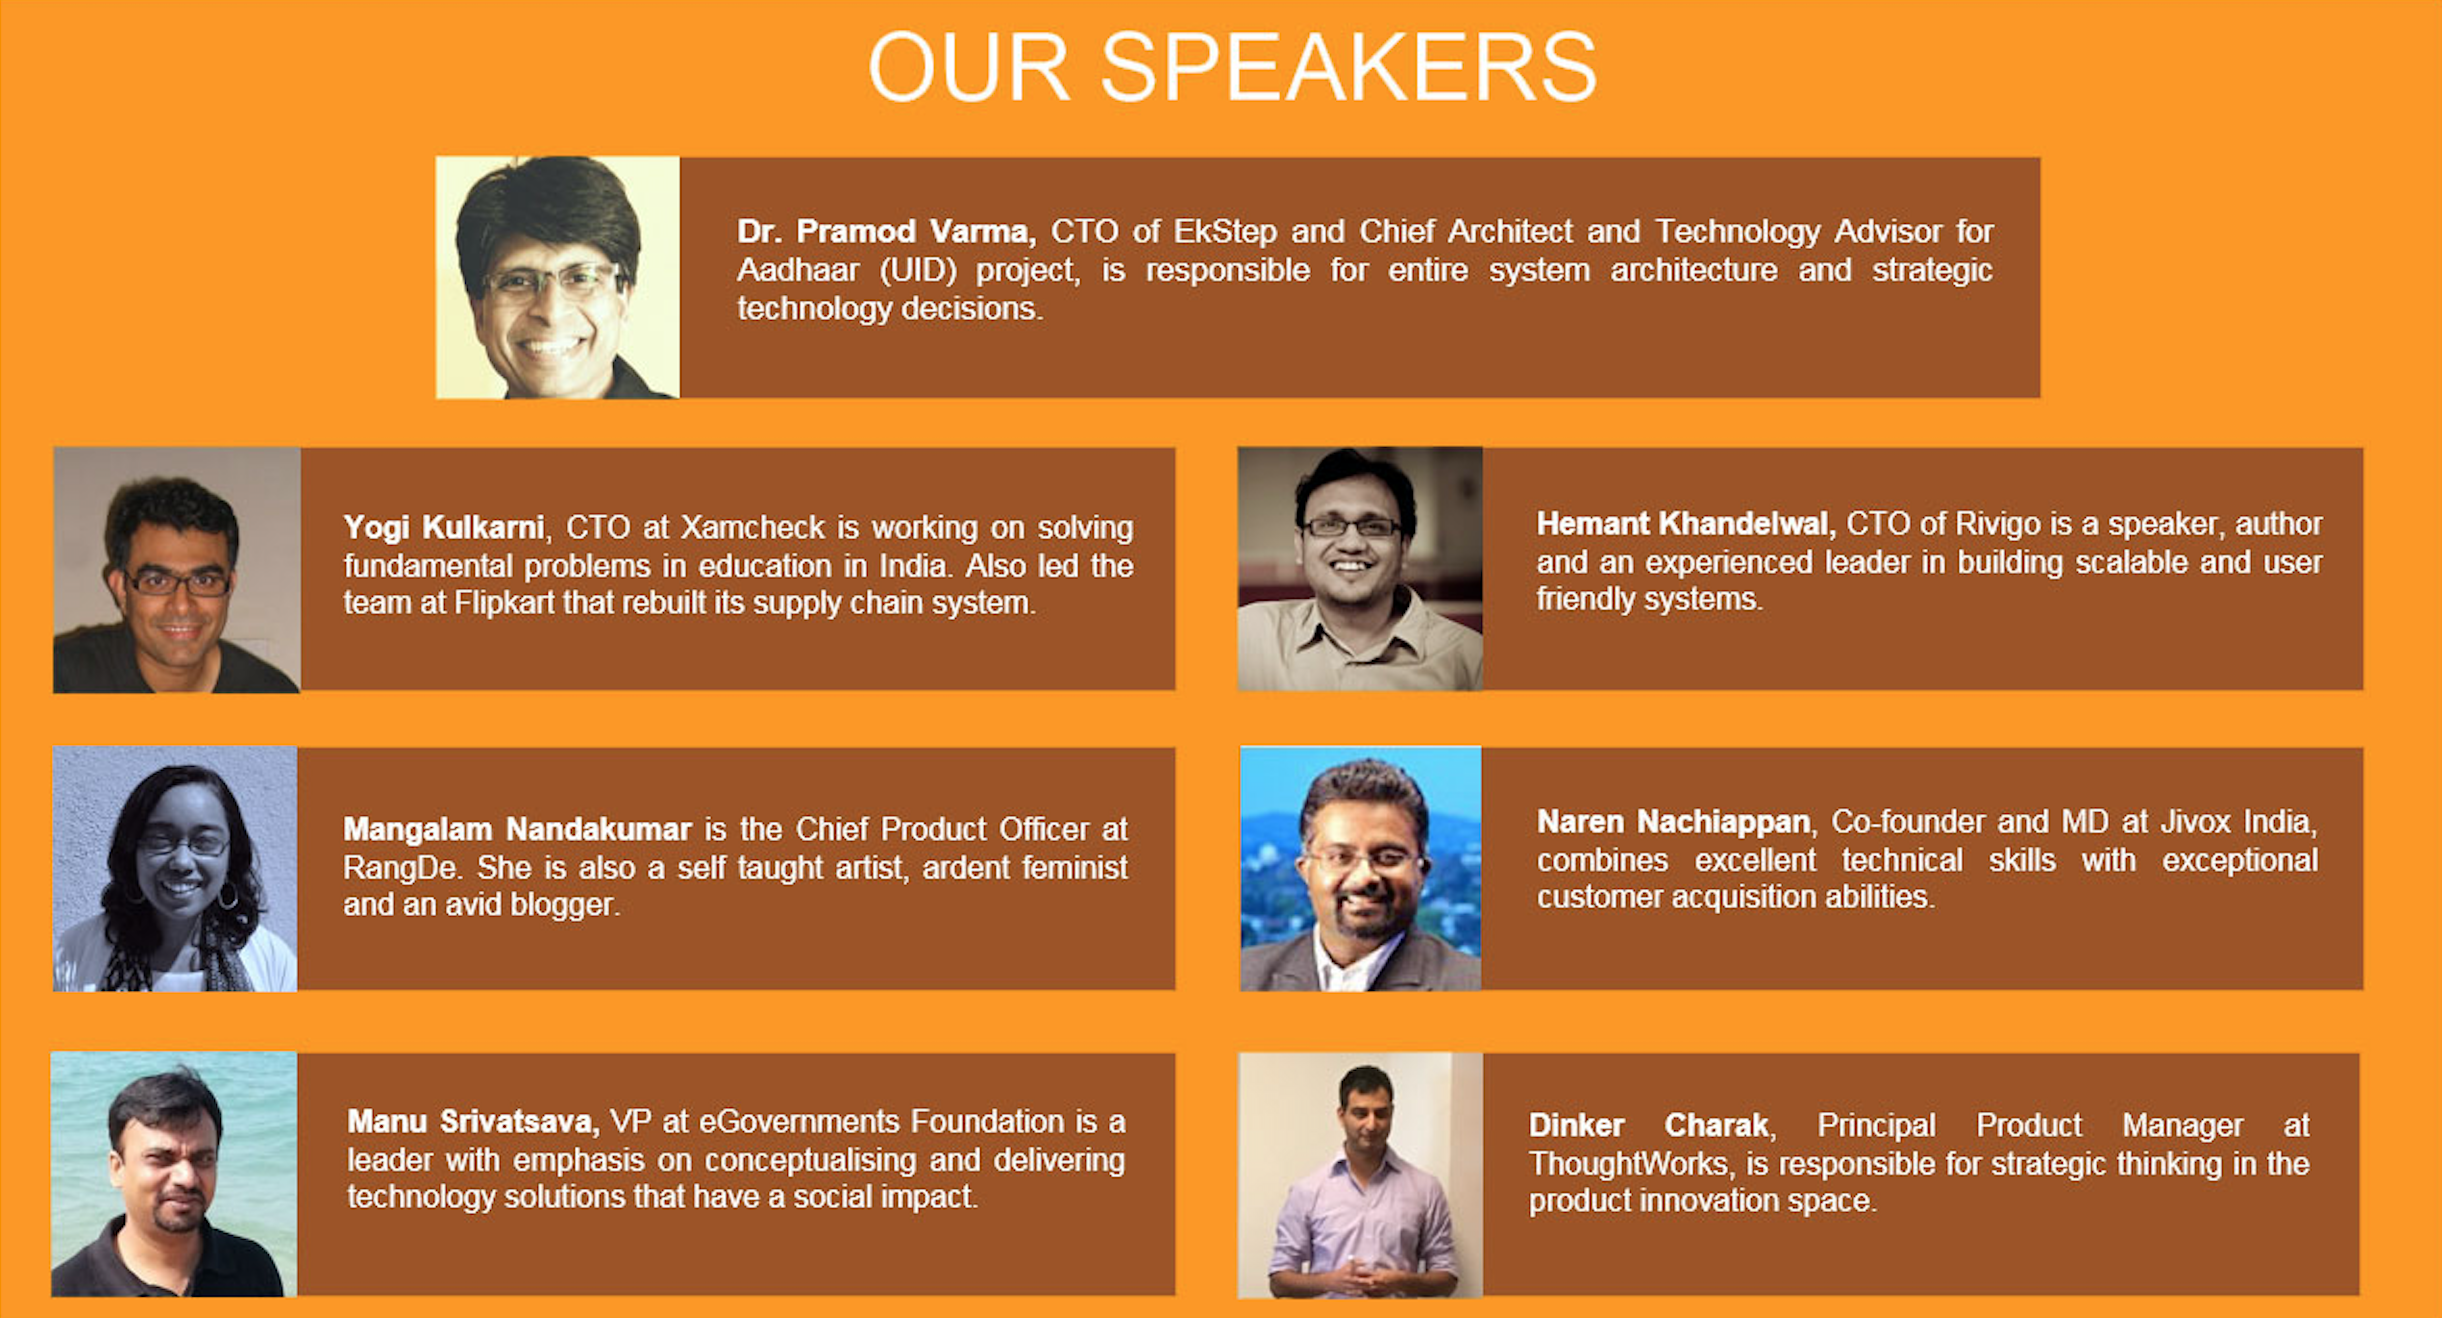 OUR SPEAKERS
Dr. Pramod Varma, CTO of EkStep and Chief Architect and Technology Advisor for
Aadhaar (UID) project, is responsible for entire system architecture and strategic
technology decisions.
Yogi Kulkarni, CTO at Xamcheck is working on solving
fundamental problems in education in India. Also led the
team at Flipkart that rebuilt its supply chain system.
Hemant Khandelwal, CTO of Rivigo is a speaker, author
and an experienced leader in building scalable and user
friendly systems.
Mangalam Nandakumar is the Chief Product Officer at
RangDe. She is also a self taught artist, ardent feminist
and an avid blogger.
Naren Nachiappan, Co-founder and MD at Jivox India,
combines excellent technical skills with exceptional
customer acquisition abilities.
Manu Srivatsava, VP at eGovernments Foundation is a
leader with emphasis on conceptualising and delivering
technology solutions that have a social impact.
Dinker Charak, Principal Product Manager at
ThoughtWorks, is responsible for strategic thinking in the
product innovation space.